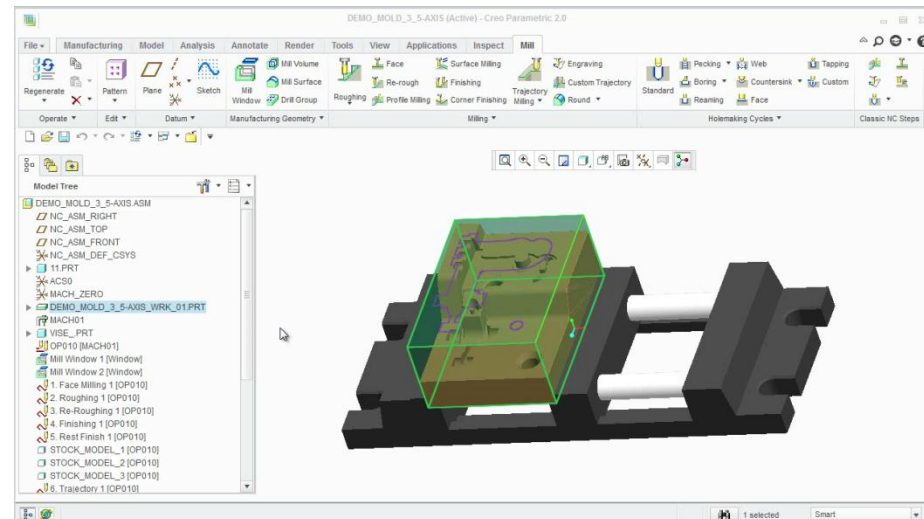 DEMO_MOLD_3_5-AXIS (Active) - Creo Parametric 2.0
File Manufacturing Model Analysis Annotate Render Tools View Applications Inspect Mill
Regenerate Pattern Plane Sketch Mill Window Mill Volume Mill Surface Drill Group
Roughing Face Re-rough Profile Milling Surface Milling Finishing Corner Finishing Trajectory Milling Engraving Custom Trajectory Round
Standard Pecking Boring Reaming Web Countersink Face Tapping Custom
Operate Edit Datum Manufacturing Geometry Milling Holemaking Cycles Classic NC Steps
Model Tree
DEMO_MOLD_3_5-AXIS.ASM
NC_ASM_RIGHT
NC_ASM_TOP
NC_ASM_FRONT
NC_ASM_DEF_CSYS
11.PRT
ACS0
MACH_ZERO
DEMO_MOLD_3_5-AXIS_WRK_01.PRT
MACH01
VISE_.PRT
OP010 [MACH01]
Mill Window 1 [Window]
Mill Window 2 [Window]
1. Face Milling 1 [OP010]
2. Roughing 1 [OP010]
3. Re-Roughing 1 [OP010]
4. Finishing 1 [OP010]
5. Rest Finish 1 [OP010]
STOCK_MODEL_1 [OP010]
STOCK_MODEL_2 [OP010]
STOCK_MODEL_3 [OP010]
6. Trajectory 1 [OP010]
1 selected Smart